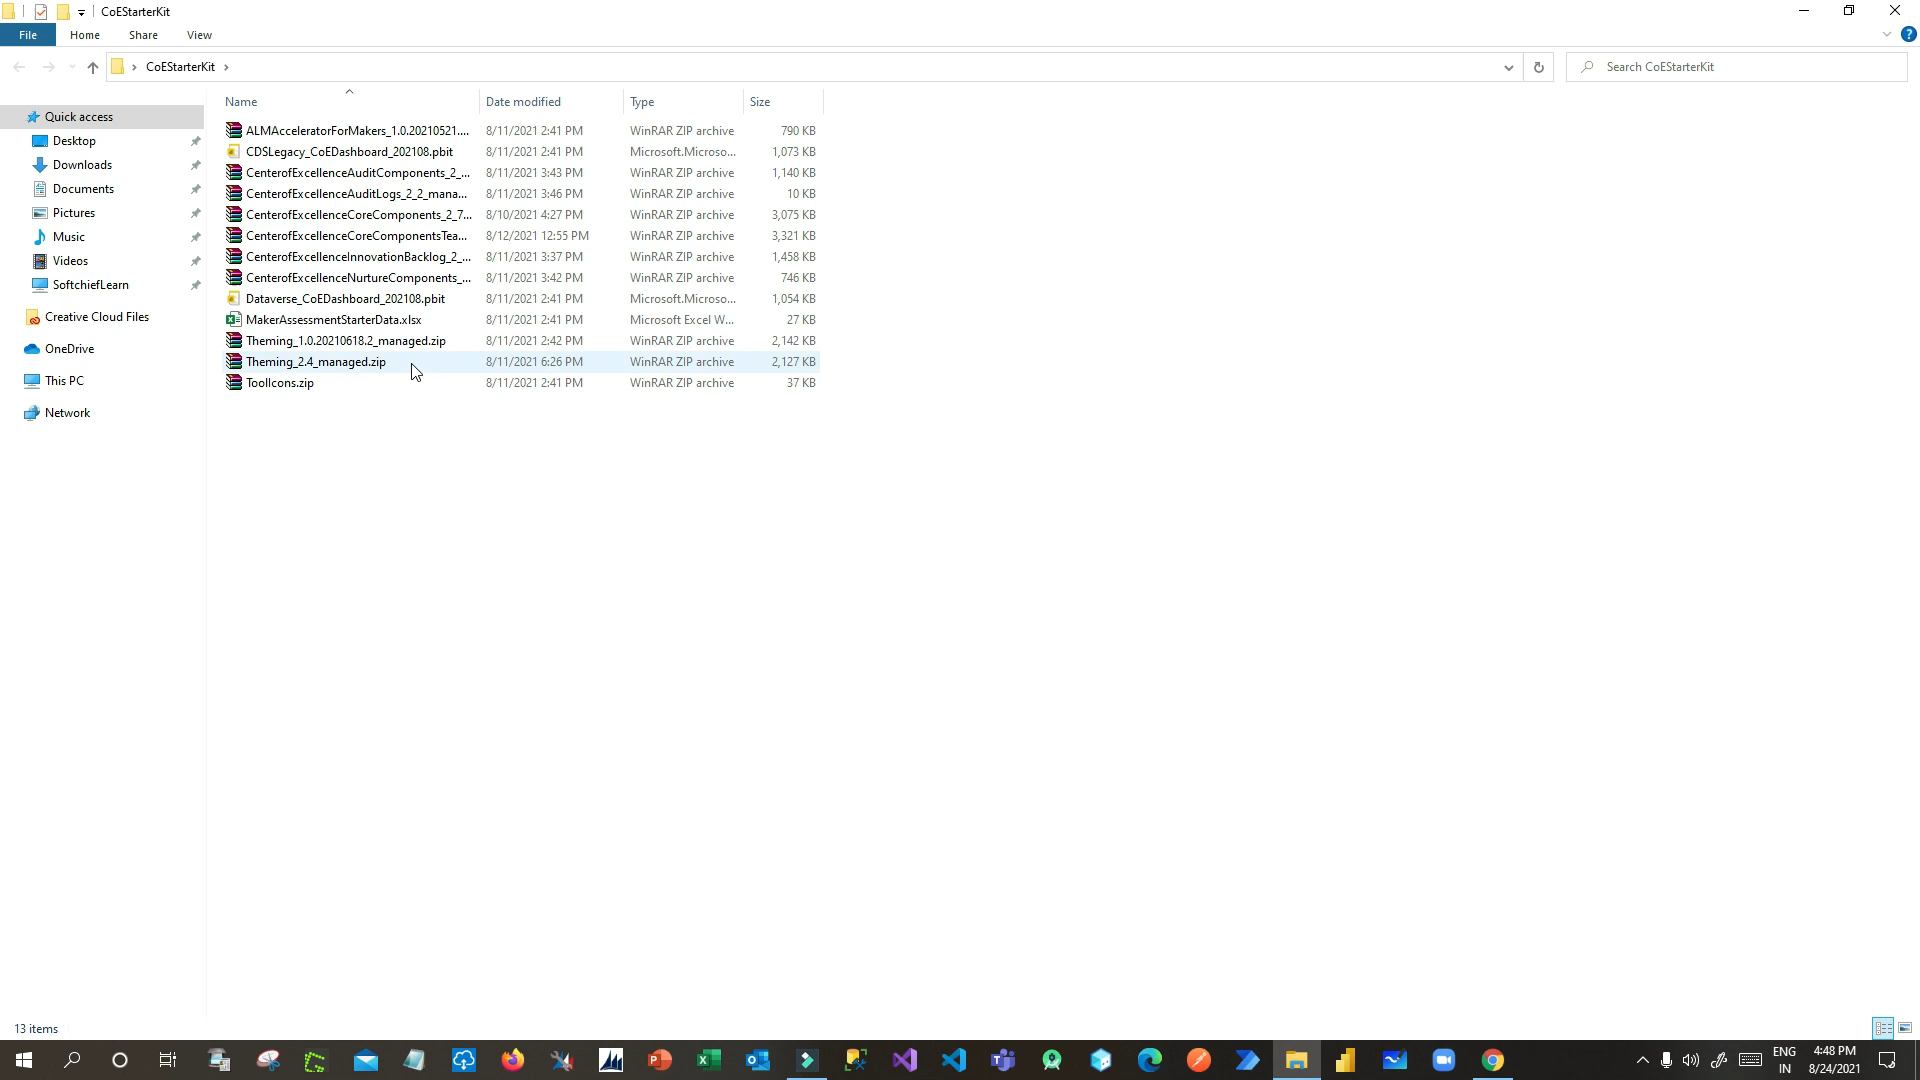 CoEStarterKit
File Home Share View
CoEStarterKit
Search CoEStarterKit
Name Date modified Type Size
Quick access
Desktop
Downloads
Documents
Pictures
Music
Videos
SoftchiefLearn
Creative Cloud Files
OneDrive
This PC
Network
ALMAcceleratorForMakers_1.0.20210521.... 8/11/2021 2:41 PM WinRAR ZIP archive 790 KB
CDSLegacy_CoEDashboard_202108.pbit 8/11/2021 2:41 PM Microsoft.Microso... 1,073 KB
CenterofExcellenceAuditComponents_2_... 8/11/2021 3:43 PM WinRAR ZIP archive 1,140 KB
CenterofExcellenceAuditLogs_2_2_mana... 8/11/2021 3:46 PM WinRAR ZIP archive 10 KB
CenterofExcellenceCoreComponents_2_7... 8/10/2021 4:27 PM WinRAR ZIP archive 3,075 KB
CenterofExcellenceCoreComponentsTea... 8/12/2021 12:55 PM WinRAR ZIP archive 3,321 KB
CenterofExcellenceInnovationBacklog_2_... 8/11/2021 3:37 PM WinRAR ZIP archive 1,458 KB
CenterofExcellenceNurtureComponents_... 8/11/2021 3:42 PM WinRAR ZIP archive 746 KB
Dataverse_CoEDashboard_202108.pbit 8/11/2021 2:41 PM Microsoft.Microso... 1,054 KB
MakerAssessmentStarterData.xlsx 8/11/2021 2:41 PM Microsoft Excel W... 27 KB
Theming_1.0.20210618.2_managed.zip 8/11/2021 2:42 PM WinRAR ZIP archive 2,142 KB
Theming_2.4_managed.zip 8/11/2021 6:26 PM WinRAR ZIP archive 2,127 KB
ToolIcons.zip 8/11/2021 2:41 PM WinRAR ZIP archive 37 KB
13 items
ENG 4:48 PM
IN 8/24/2021